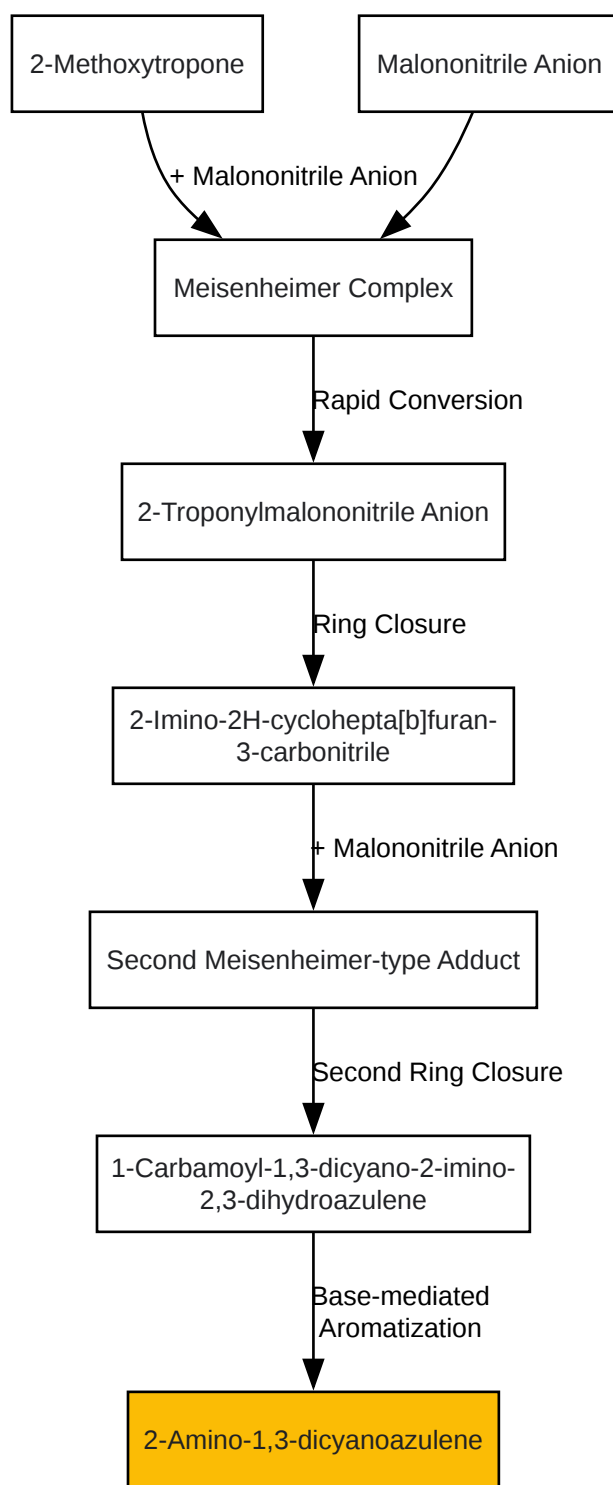 2-Methoxytropone
Malononitrile Anion
+ Malononitrile Anion
Meisenheimer Complex
Rapid Conversion
2-Troponylmalononitrile Anion
Ring Closure
2-Imino-2H-cyclohepta[b]furan-
3-carbonitrile
+ Malononitrile Anion
Second Meisenheimer-type Adduct
Second Ring Closure
1-Carbamoyl-1,3-dicyano-2-imino-
2,3-dihydroazulene
Base-mediated
Aromatization
2-Amino-1,3-dicyanoazulene